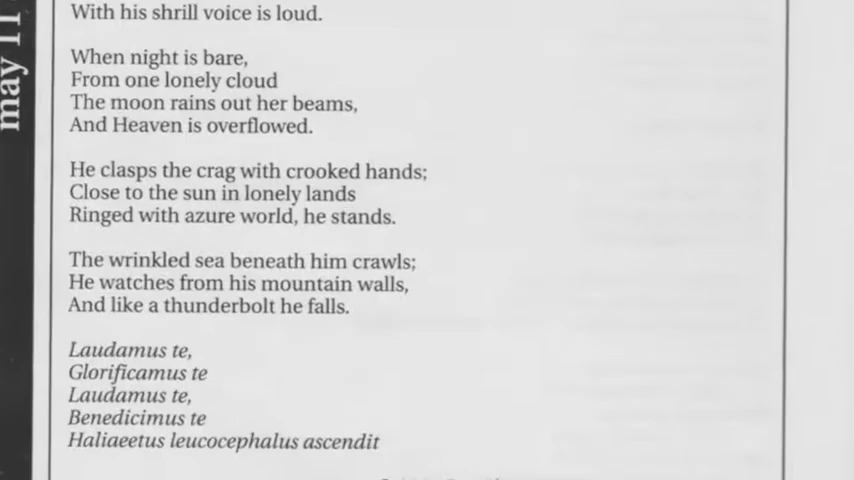 With his shrill voice is loud.
When night is bare,
From one lonely cloud
The moon rains out her beams,
And Heaven is overflowed.
He clasps the crag with crooked hands;
Close to the sun in lonely lands
Ringed with azure world, he stands.
The wrinkled sea beneath him crawls;
He watches from his mountain walls,
And like a thunderbolt he falls.
Laudamus te,
Glorificamus te
Laudamus te,
Benedicimus te
Haliaeetus leucocephalus ascendit
may 11